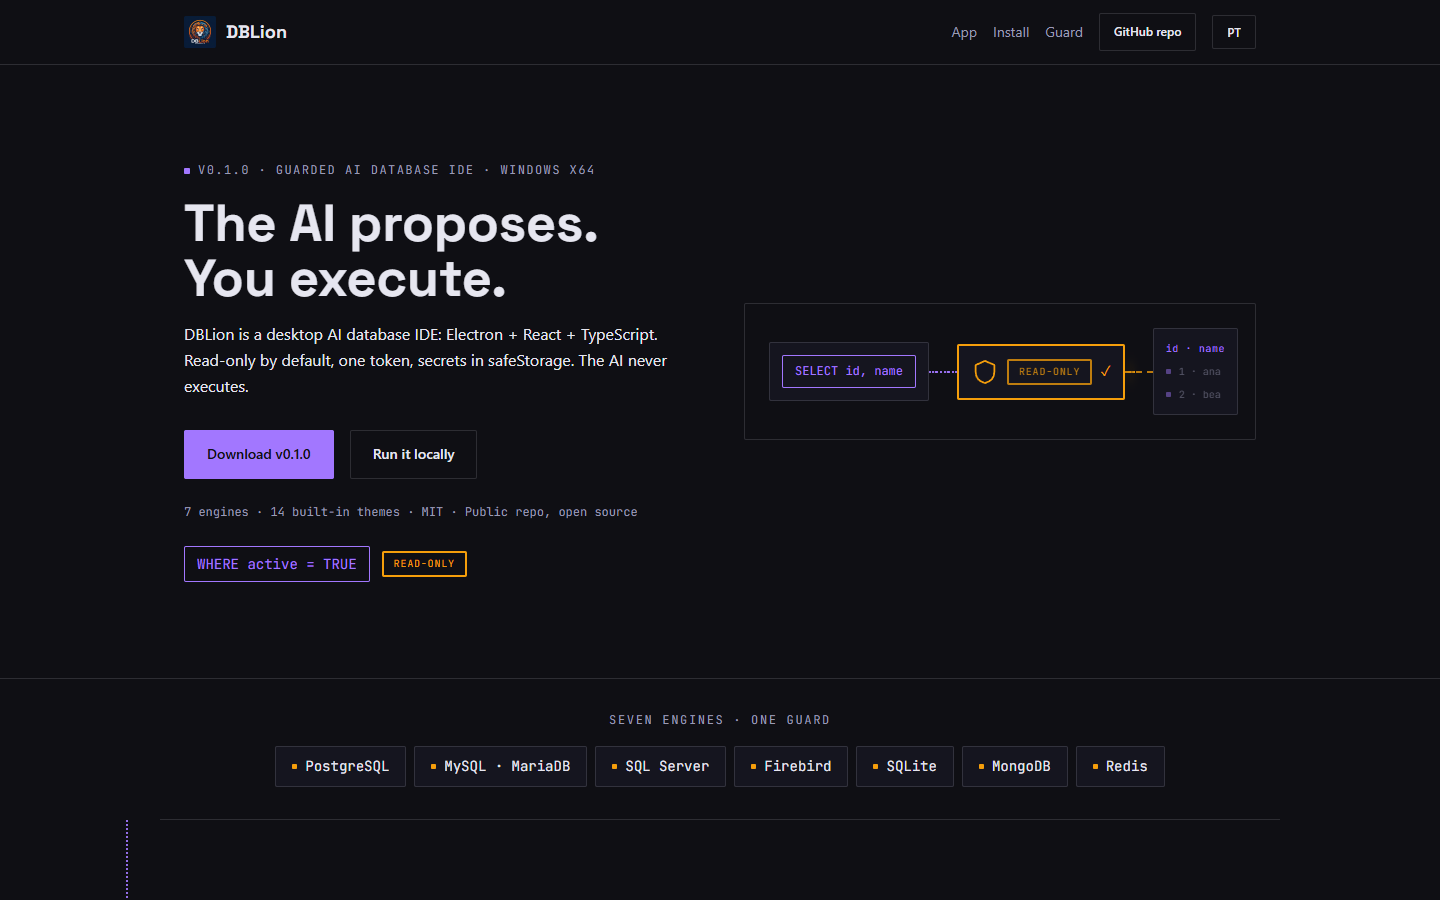 DBLion
App
Install
Guard
GitHub repo
PT
V0.1.0 · GUARDED AI DATABASE IDE · WINDOWS X64
The AI proposes.
You execute.
DBLion is a desktop AI database IDE: Electron + React + TypeScript.
Read-only by default, one token, secrets in safeStorage. The AI never
executes.
Download v0.1.0
Run it locally
7 engines · 14 built-in themes · MIT · Public repo, open source
WHERE active = TRUE
READ-ONLY
SELECT id, name
READ-ONLY ✓
id · name
1 · ana
2 · bea
SEVEN ENGINES · ONE GUARD
PostgreSQL
MySQL · MariaDB
SQL Server
Firebird
SQLite
MongoDB
Redis